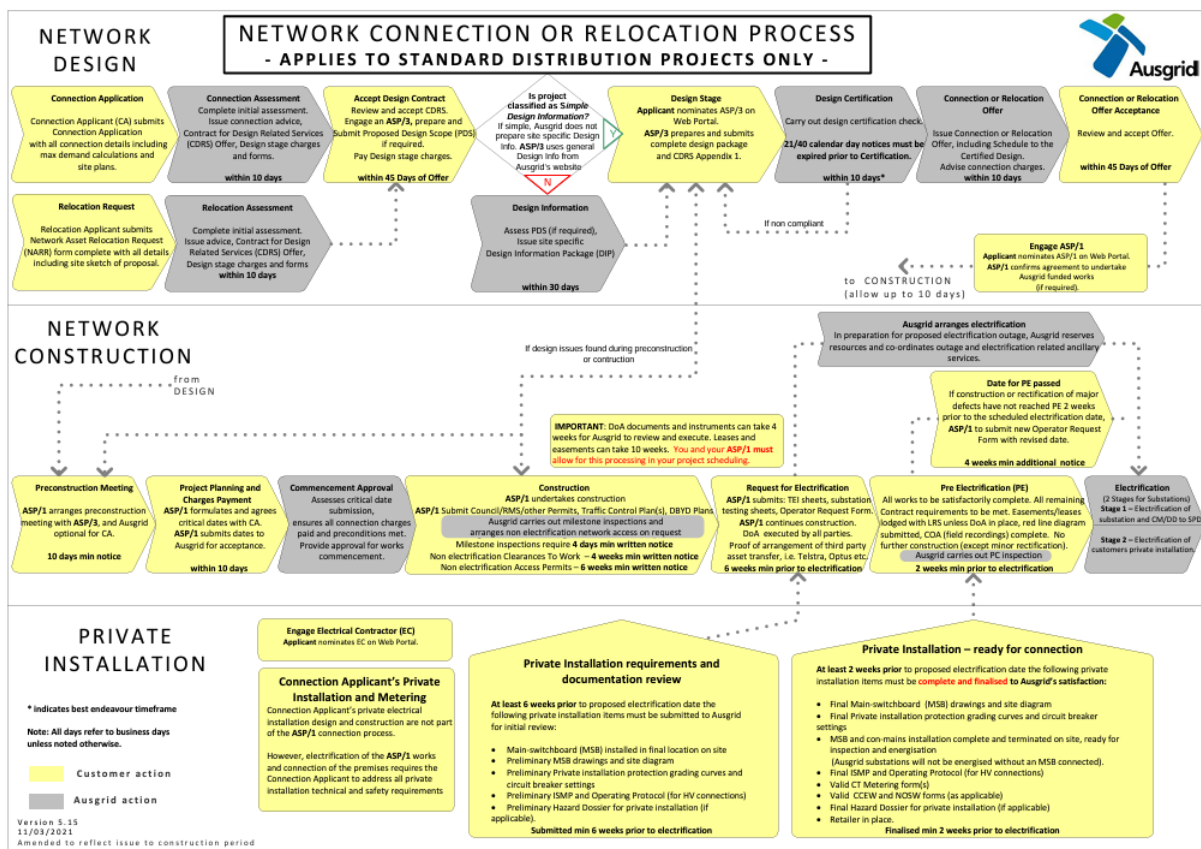 NETWORK
DESIGN
NETWORK CONNECTION OR RELOCATION PROCESS
- APPLIES TO STANDARD DISTRIBUTION PROJECTS ONLY -
Ausgrid
Connection Application
Connection Applicant (CA) submits
Connection Application
with all connection details including
max demand calculations and
site plans.
Connection Assessment
Complete initial assessment.
Issue connection advice,
Contract for Design Related Services
(CDRS) Offer, Design stage charges
and forms.
within 10 days
Accept Design Contract
Review and accept CDRS.
Engage an ASP/3, prepare and
Submit Proposed Design Scope (PDS)
if required.
Pay Design stage charges.
within 45 Days of Offer
Is project
classified as Simple
Design Information?
If simple, Ausgrid does not
prepare site specific Design
Info. ASP/3 uses general
Design Info from
Ausgrid's website
Y
N
Design Stage
Applicant nominates ASP/3 on
Web Portal.
ASP/3 prepares and submits
complete design package
and CDRS Appendix 1.
Design Certification
Carry out design certification check.
21/40 calendar day notices must be
expired prior to Certification.
within 10 days*
Connection or Relocation
Offer
Issue Connection or Relocation
Offer, including Schedule to the
Certified Design.
Advise connection charges.
within 10 days
Connection or Relocation
Offer Acceptance
Review and accept Offer.
within 45 Days of Offer
Relocation Request
Relocation Applicant submits
Network Asset Relocation Request
(NARR) form complete with all details
including site sketch of proposal.
Relocation Assessment
Complete initial assessment.
Issue advice, Contract for Design
Related Services (CDRS) Offer,
Design stage charges and forms
within 10 days
Design Information
Assess PDS (if required),
Issue site specific
Design Information Package (DIP)
within 30 days
If non compliant
Engage ASP/1
Applicant nominates ASP/1 on Web Portal.
ASP/1 confirms agreement to undertake
Ausgrid funded works
(if required).
to CONSTRUCTION
(allow up to 10 days)
NETWORK
CONSTRUCTION
from
DESIGN
If design issues found during preconstruction
or contruction
Ausgrid arranges electrification
In preparation for proposed electrification outage, Ausgrid reserves
resources and co-ordinates outage and electrification related ancillary
services.
Date for PE passed
If construction or rectification of major
defects have not reached PE 2 weeks
prior to the scheduled electrification date,
ASP/1 to submit new Operator Request
Form with revised date.
4 weeks min additional notice
IMPORTANT: DoA documents and instruments can take 4
weeks for Ausgrid to review and execute. Leases and
easements can take 10 weeks. You and your ASP/1 must
allow for this processing in your project scheduling.
Preconstruction Meeting
ASP/1 arranges preconstruction
meeting with ASP/3, and Ausgrid
optional for CA.
10 days min notice
Project Planning and
Charges Payment
ASP/1 formulates and agrees
critical dates with CA.
ASP/1 submits dates to
Ausgrid for acceptance.
within 10 days
Commencement Approval
Assesses critical date
submission,
ensures all connection charges
paid and preconditions met.
Provide approval for works
commencement.
Construction
ASP/1 undertakes construction
ASP/1 Submit Council/RMS/other Permits, Traffic Control Plan(s), DBYD Plans
Ausgrid carries out milestone inspections and
arranges non electrification network access on request
Milestone inspections require 4 days min written notice
Non electrification Clearances To Work – 4 weeks min written notice
Non electrification Access Permits – 6 weeks min written notice
Request for Electrification
ASP/1 submits: TEI sheets, substation
testing sheets, Operator Request Form.
ASP/1 continues construction.
DoA executed by all parties.
Proof of arrangement of third party
asset transfer, i.e. Telstra, Optus etc.
6 weeks min prior to electrification
Pre Electrification (PE)
All works to be satisfactorily complete. All remaining
Contract requirements to be met. Easements/leases
lodged with LRS unless DoA in place, red line diagram
submitted, COA (field recordings) complete. No
further construction (except minor rectification).
Ausgrid carries out PC inspection
2 weeks min prior to electrification
Electrification
(2 Stages for Substations)
Stage 1 – Electrification of
substation and CM/DD to SPD
Stage 2 – Electrification of
customers private installation.
PRIVATE
INSTALLATION
* indicates best endeavour timeframe
Note: All days refer to business days
unless noted otherwise.
Customer action
Ausgrid action
Version 5.15
11/03/2021
Amended to reflect issue to construction period
Engage Electrical Contractor (EC)
Applicant nominates EC on Web Portal.
Connection Applicant's Private
Installation and Metering
Connection Applicant's private electrical
installation design and construction are not part
of the ASP/1 connection process.
However, electrification of the ASP/1 works
and connection of the premises requires the
Connection Applicant to address all private
installation technical and safety requirements
Private Installation requirements and
documentation review
At least 6 weeks prior to proposed electrification date the
following private installation items must be submitted to Ausgrid
for initial review:
• Main-switchboard (MSB) installed in final location on site
• Preliminary MSB drawings and site diagram
• Preliminary Private installation protection grading curves and
circuit breaker settings
• Preliminary ISMP and Operating Protocol (for HV connections)
• Preliminary Hazard Dossier for private installation (if
applicable).
Submitted min 6 weeks prior to electrification
Private Installation – ready for connection
At least 2 weeks prior to proposed electrification date the following private
installation items must be complete and finalised to Ausgrid's satisfaction:
• Final Main-switchboard (MSB) drawings and site diagram
• Final Private installation protection grading curves and circuit breaker
settings
• MSB and con-mains installation complete and terminated on site, ready for
inspection and energisation
(Ausgrid substations will not be energised without an MSB connected).
• Final ISMP and Operating Protocol (for HV connections)
• Valid CT Metering form(s)
• Valid CCEW and NOSW forms (as applicable)
• Final Hazard Dossier for private installation (if applicable)
• Retailer in place.
Finalised min 2 weeks prior to electrification